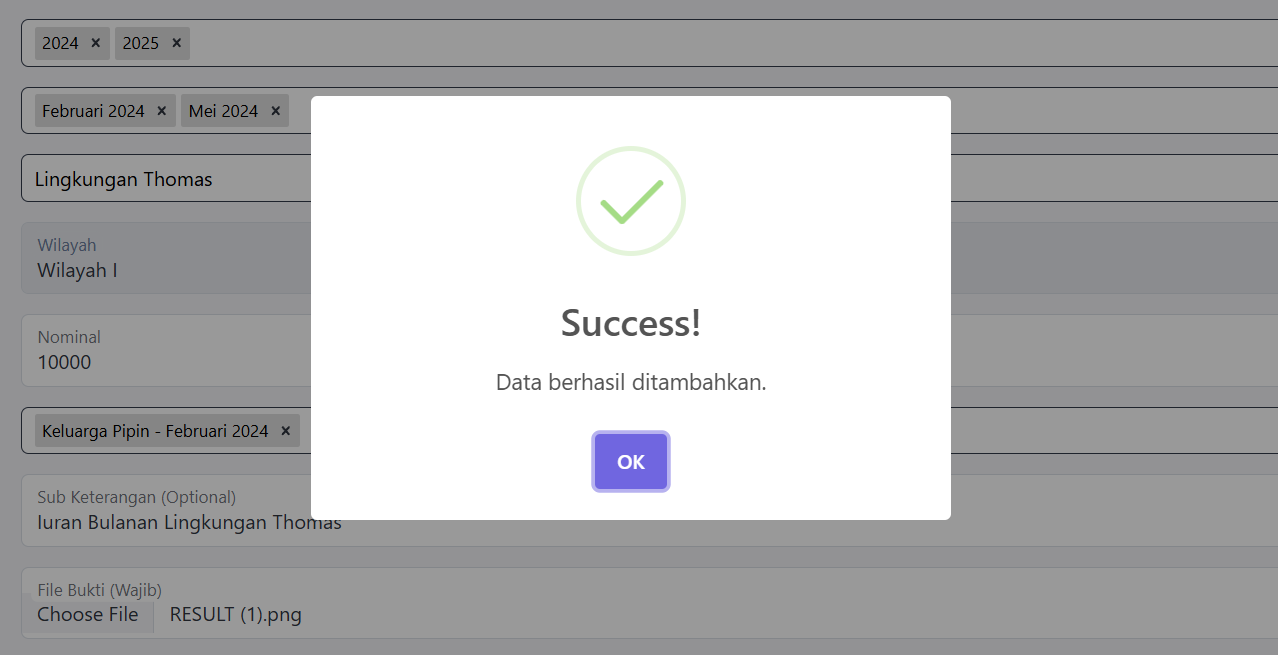 2024 × 2025 ×
Februari 2024 × Mei 2024 ×
Lingkungan Thomas
Wilayah
Wilayah I
Nominal
10000
Keluarga Pipin - Februari 2024 ×
Sub Keterangan (Optional)
Iuran Bulanan Lingkungan Thomas
File Bukti (Wajib)
Choose File RESULT (1).png
Success!
Data berhasil ditambahkan.
OK